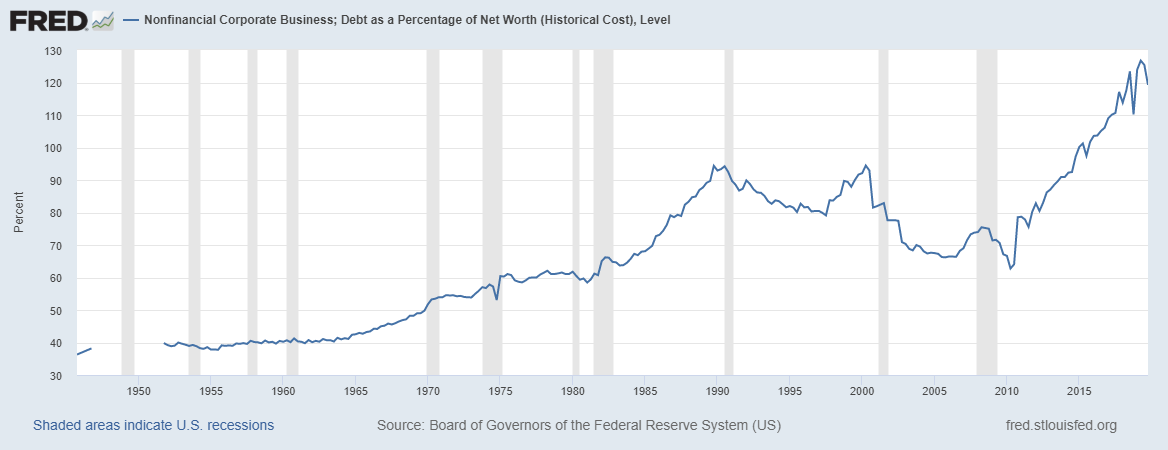 FRED
Nonfinancial Corporate Business; Debt as a Percentage of Net Worth (Historical Cost), Level
130
120
110
100
90
80
70
60
50
40
30
Percent
1950 1955 1960 1965 1970 1975 1980 1985 1990 1995 2000 2005 2010 2015
Shaded areas indicate U.S. recessions
Source: Board of Governors of the Federal Reserve System (US)
fred.stlouisfed.org